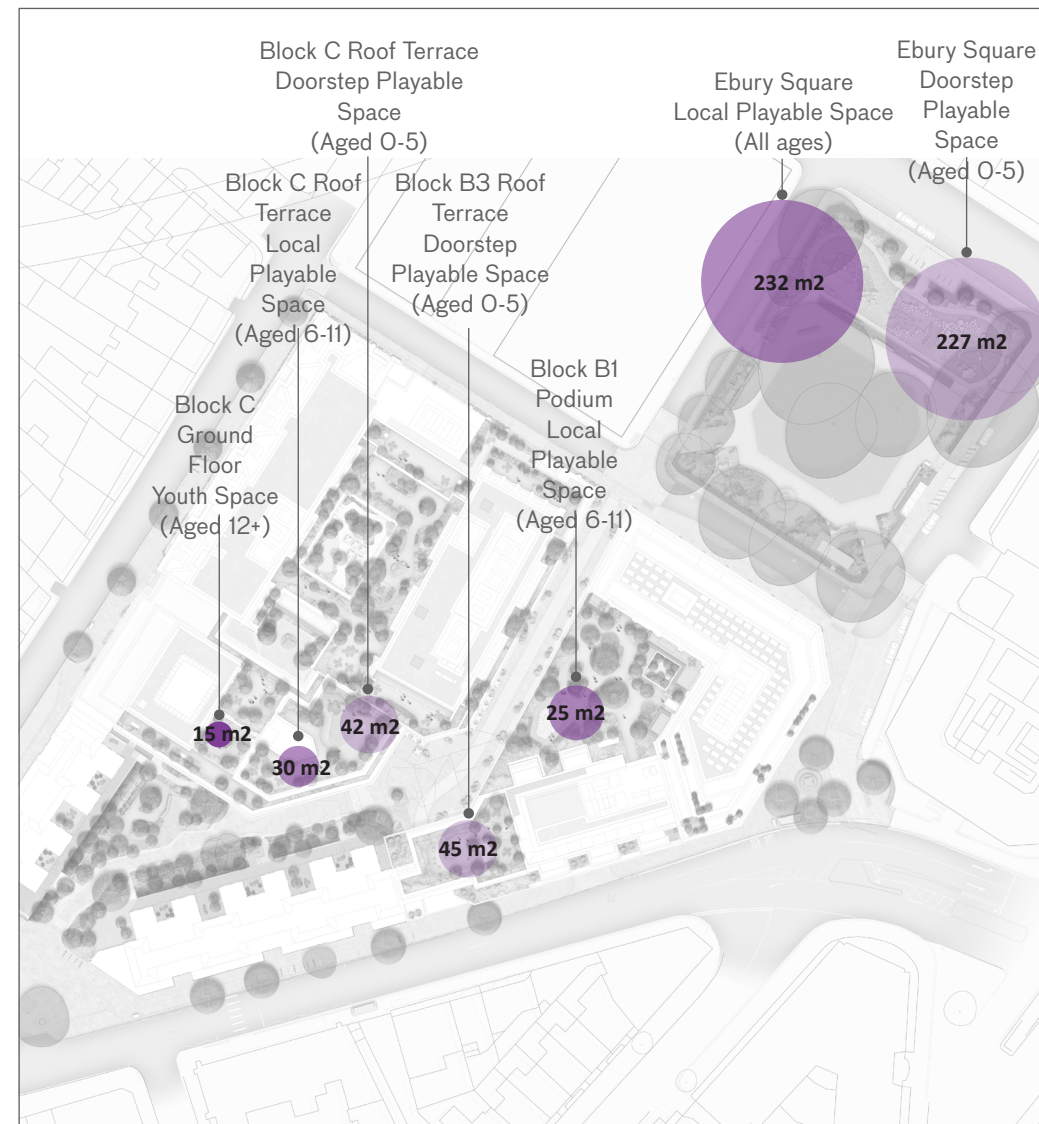 Block C Roof Terrace
Doorstep Playable
Space
(Aged 0-5)
Ebury Square
Local Playable Space
(All ages)
Ebury Square
Doorstep
Playable
Space
(Aged 0-5)
Block C Roof
Terrace
Local
Playable
Space
(Aged 6-11)
Block B3 Roof
Terrace
Doorstep
Playable Space
(Aged 0-5)
Block B1
Podium
Local
Playable
Space
(Aged 6-11)
Block C
Ground
Floor
Youth Space
(Aged 12+)
232 m2
227 m2
15 m2
30 m2
42 m2
25 m2
45 m2